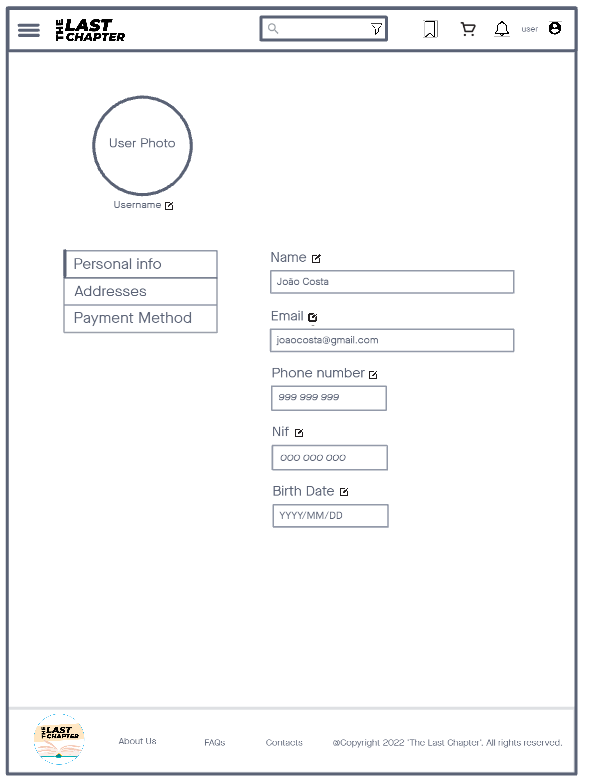 THE LAST
CHAPTER
user
User Photo
Username
Personal info
Addresses
Payment Method
Name
João Costa
Email
joaocosta@gmail.com
Phone number
999 999 999
Nif
000 000 000
Birth Date
YYYY/MM/DD
THE LAST
CHAPTER
About Us
FAQs
Contacts
@Copyright 2022 'The Last Chapter'. All rights reserved.